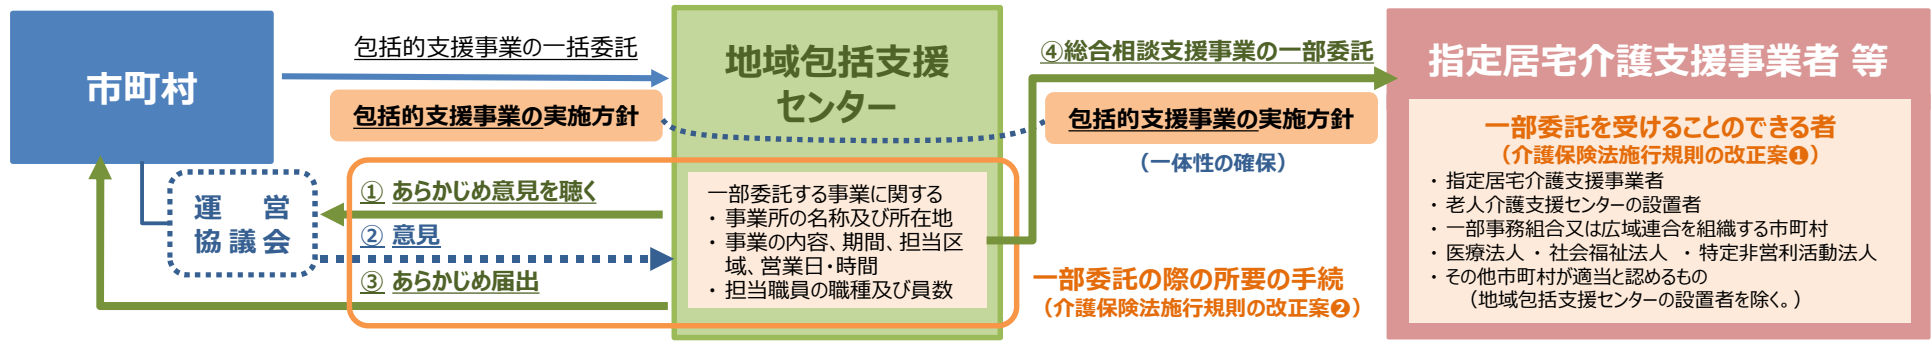 市町村
包括的支援事業の一括委託
包括的支援事業の実施方針
運　営
協議会
① あらかじめ意見を聴く
② 意見
③ あらかじめ届出
地域包括支援
センター
一部委託する事業に関する
・事業所の名称及び所在地
・事業の内容、期間、担当区
域、営業日・時間
・担当職員の職種及び員数
④総合相談支援事業の一部委託
包括的支援事業の実施方針
（一体性の確保）
一部委託の際の所要の手続
（介護保険法施行規則の改正案❷）
指定居宅介護支援事業者 等
一部委託を受けることのできる者
（介護保険法施行規則の改正案❶）
・指定居宅介護支援事業者
・老人介護支援センターの設置者
・一部事務組合又は広域連合を組織する市町村
・医療法人・社会福祉法人 ・特定非営利活動法人
・その他市町村が適当と認めるもの
（地域包括支援センターの設置者を除く。）